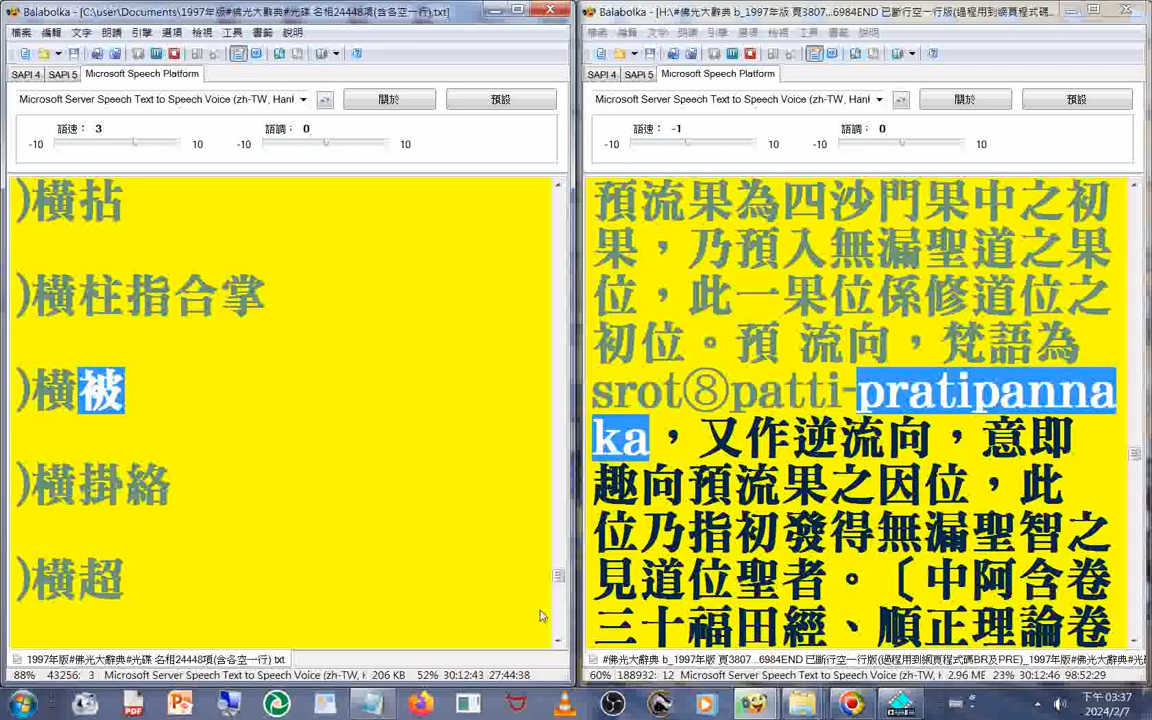 Balabolka - [C:\user\Documents\1997年版#佛光大辭典#光碟 名相24448項(含各空一行).txt]
檔案 編輯 文字 朗讀 引擎 選項 檢視 工具 書籤 說明
SAPI 4 SAPI 5 Microsoft Speech Platform
Microsoft Server Speech Text to Speech Voice (zh-TW, Han
關於 預設
語速： 3 語調： 0
-10 10 -10 10
)橫拈
)橫柱指合掌
)橫被
)橫掛絡
)橫超
1997年版#佛光大辭典#光碟 名相24448項(含各空一行).txt
88% 43276: 3 Microsoft Server Speech Text to Speech Voice (zh-TW, H 206 KB 52% 30:12:43 27:44:38
Balabolka - [H:\#佛光大辭典 b_1997年版 頁3807...6984END 已斷行空一行版(過程用到網頁程式碼
檔案 編輯 文字 朗讀 引擎 選項 檢視 工具 書籤 說明
SAPI 4 SAPI 5 Microsoft Speech Platform
Microsoft Server Speech Text to Speech Voice (zh-TW, Han
關於 預設
語速： -1 語調： 0
-10 10 -10 10
預流果為四沙門果中之初
果，乃預入無漏聖道之果
位，此一果位係修道位之
初位。預 流向，梵語為
srot⑧patti-pratipanna
ka，又作逆流向，意即
趣向預流果之因位，此
位乃指初發得無漏聖智之
見道位聖者。〔中阿含卷
三十福田經、順正理論卷
#佛光大辭典 b_1997年版 頁3807...6984END 已斷行空一行版(過程用到網頁程式碼BR及PRE)_1997年版#佛光
60% 188932: 12 Microsoft Server Speech Text to Speech Voice (zh-TW, H 2.96 ME 23% 30:12:46 98:52:29
下午 03:37
2024/2/7